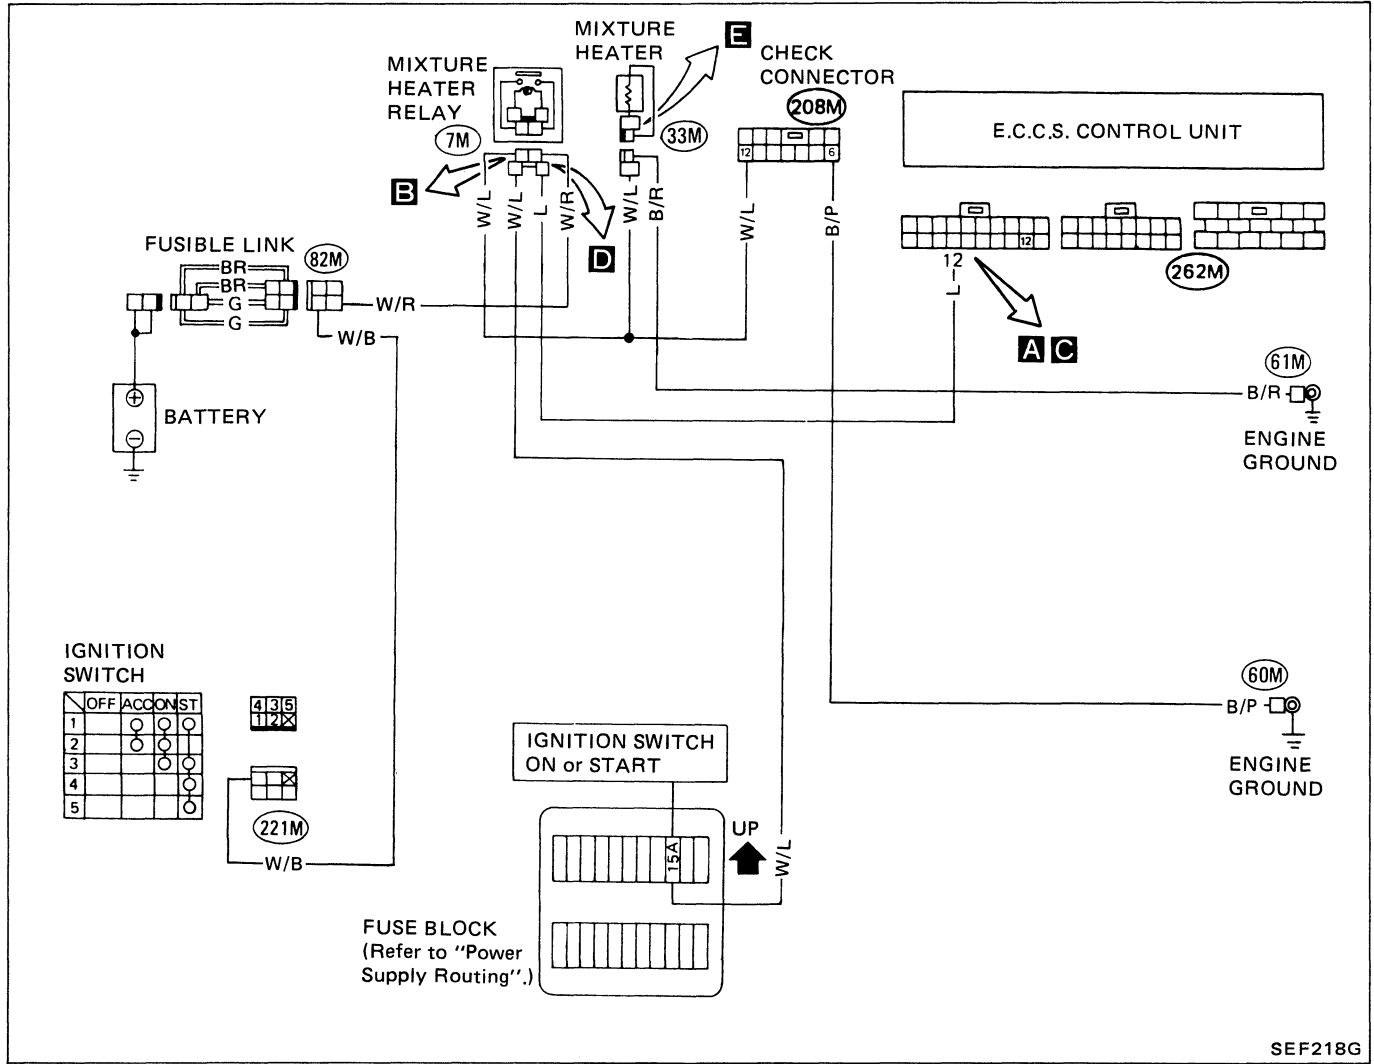 MIXTURE
HEATER
E
CHECK
CONNECTOR
208M
MIXTURE
HEATER
RELAY
7M
33M
12
6
E.C.C.S. CONTROL UNIT
B
W/L
W/L
L
W/R
W/L
B/R
W/L
B/P
D
12
12
L
262M
A C
FUSIBLE LINK
82M
BR
BR
G
G
W/R
W/B
BATTERY
61M
B/R
ENGINE
GROUND
IGNITION
SWITCH
OFF ACC ON ST
1
2
3
4
5
4 3 5
1 2
221M
W/B
60M
B/P
ENGINE
GROUND
IGNITION SWITCH
ON or START
15A
UP
W/L
FUSE BLOCK
(Refer to "Power
Supply Routing".)
SEF218G